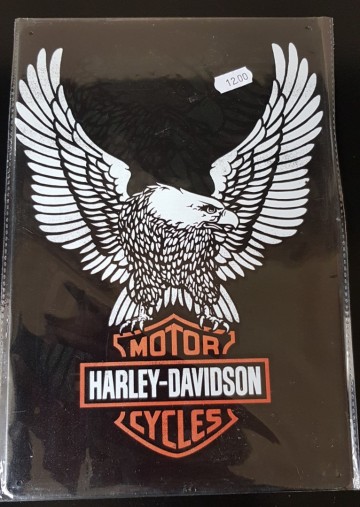 12.00
MOTOR
HARLEY-DAVIDSON
CYCLES